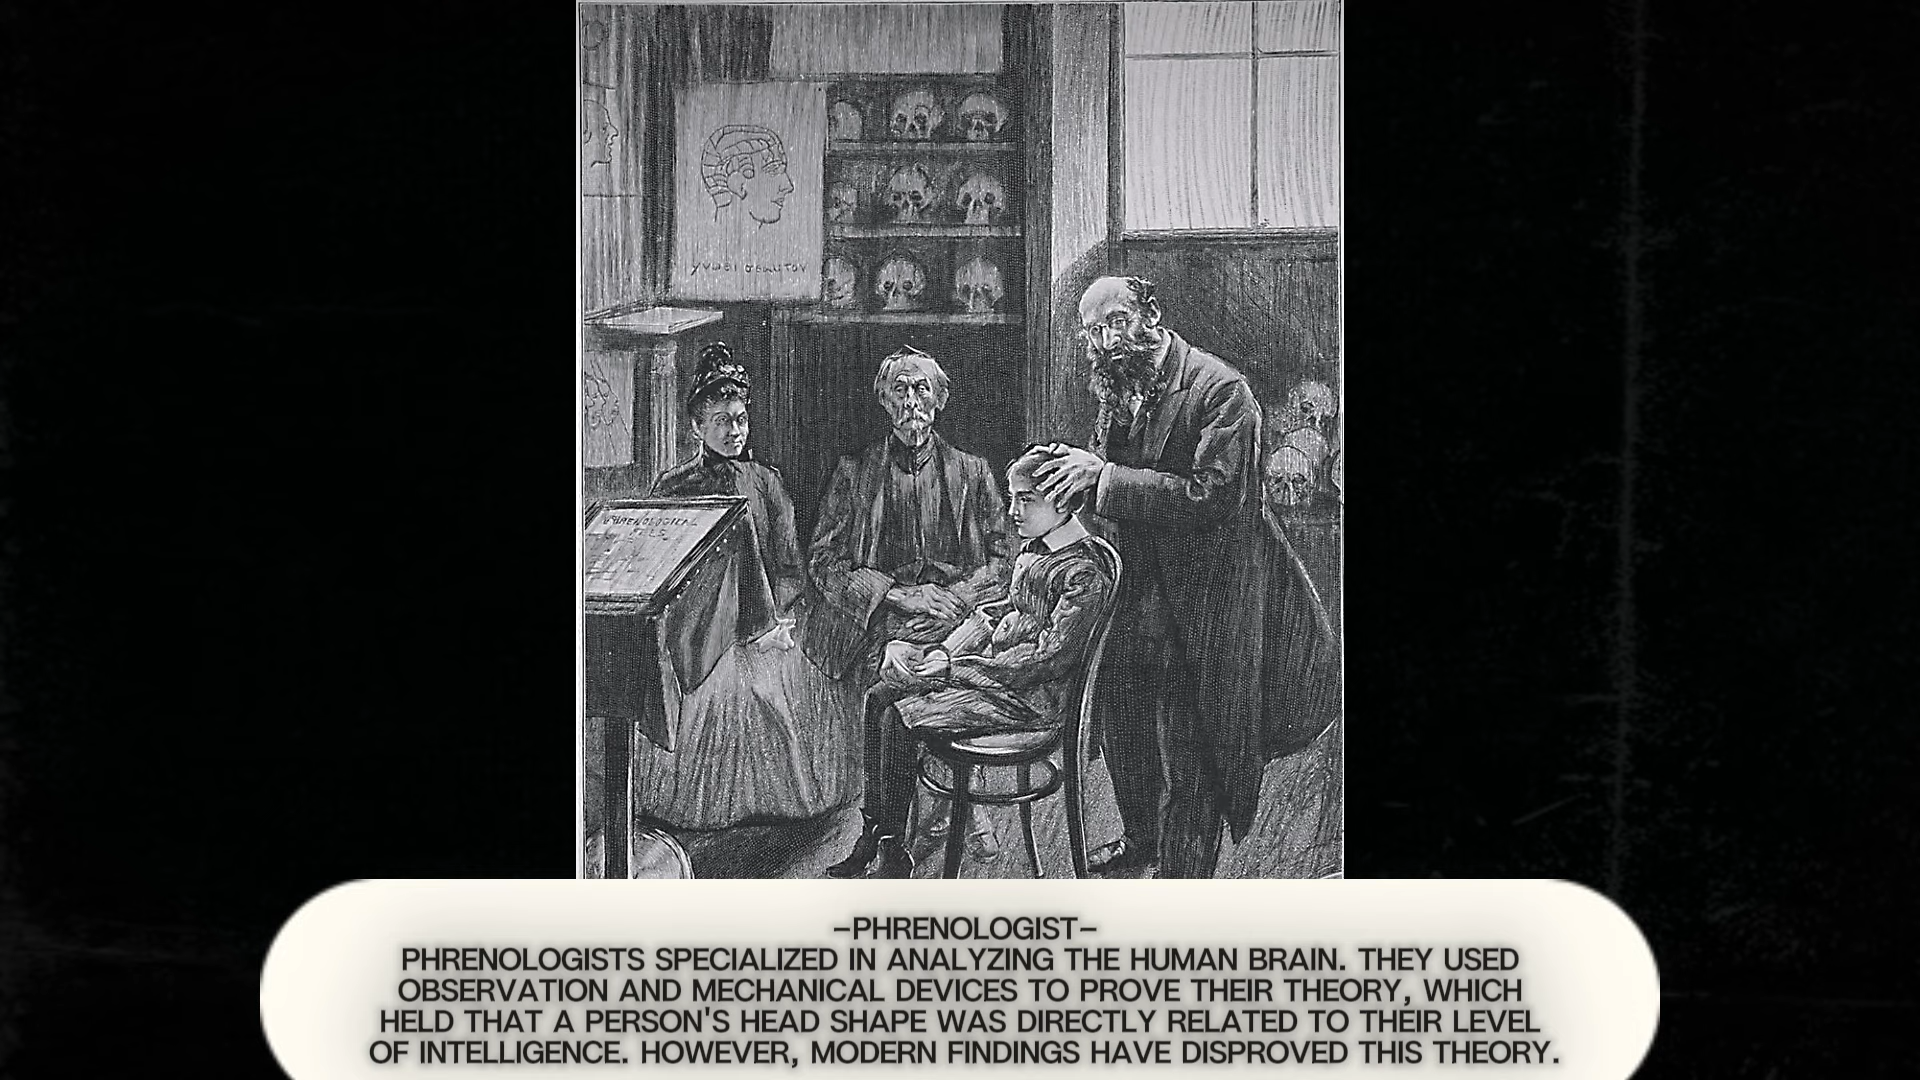 PHRENOLOGICAL
–PHRENOLOGIST–
PHRENOLOGISTS SPECIALIZED IN ANALYZING THE HUMAN BRAIN. THEY USED
OBSERVATION AND MECHANICAL DEVICES TO PROVE THEIR THEORY, WHICH
HELD THAT A PERSON'S HEAD SHAPE WAS DIRECTLY RELATED TO THEIR LEVEL
OF INTELLIGENCE. HOWEVER, MODERN FINDINGS HAVE DISPROVED THIS THEORY.